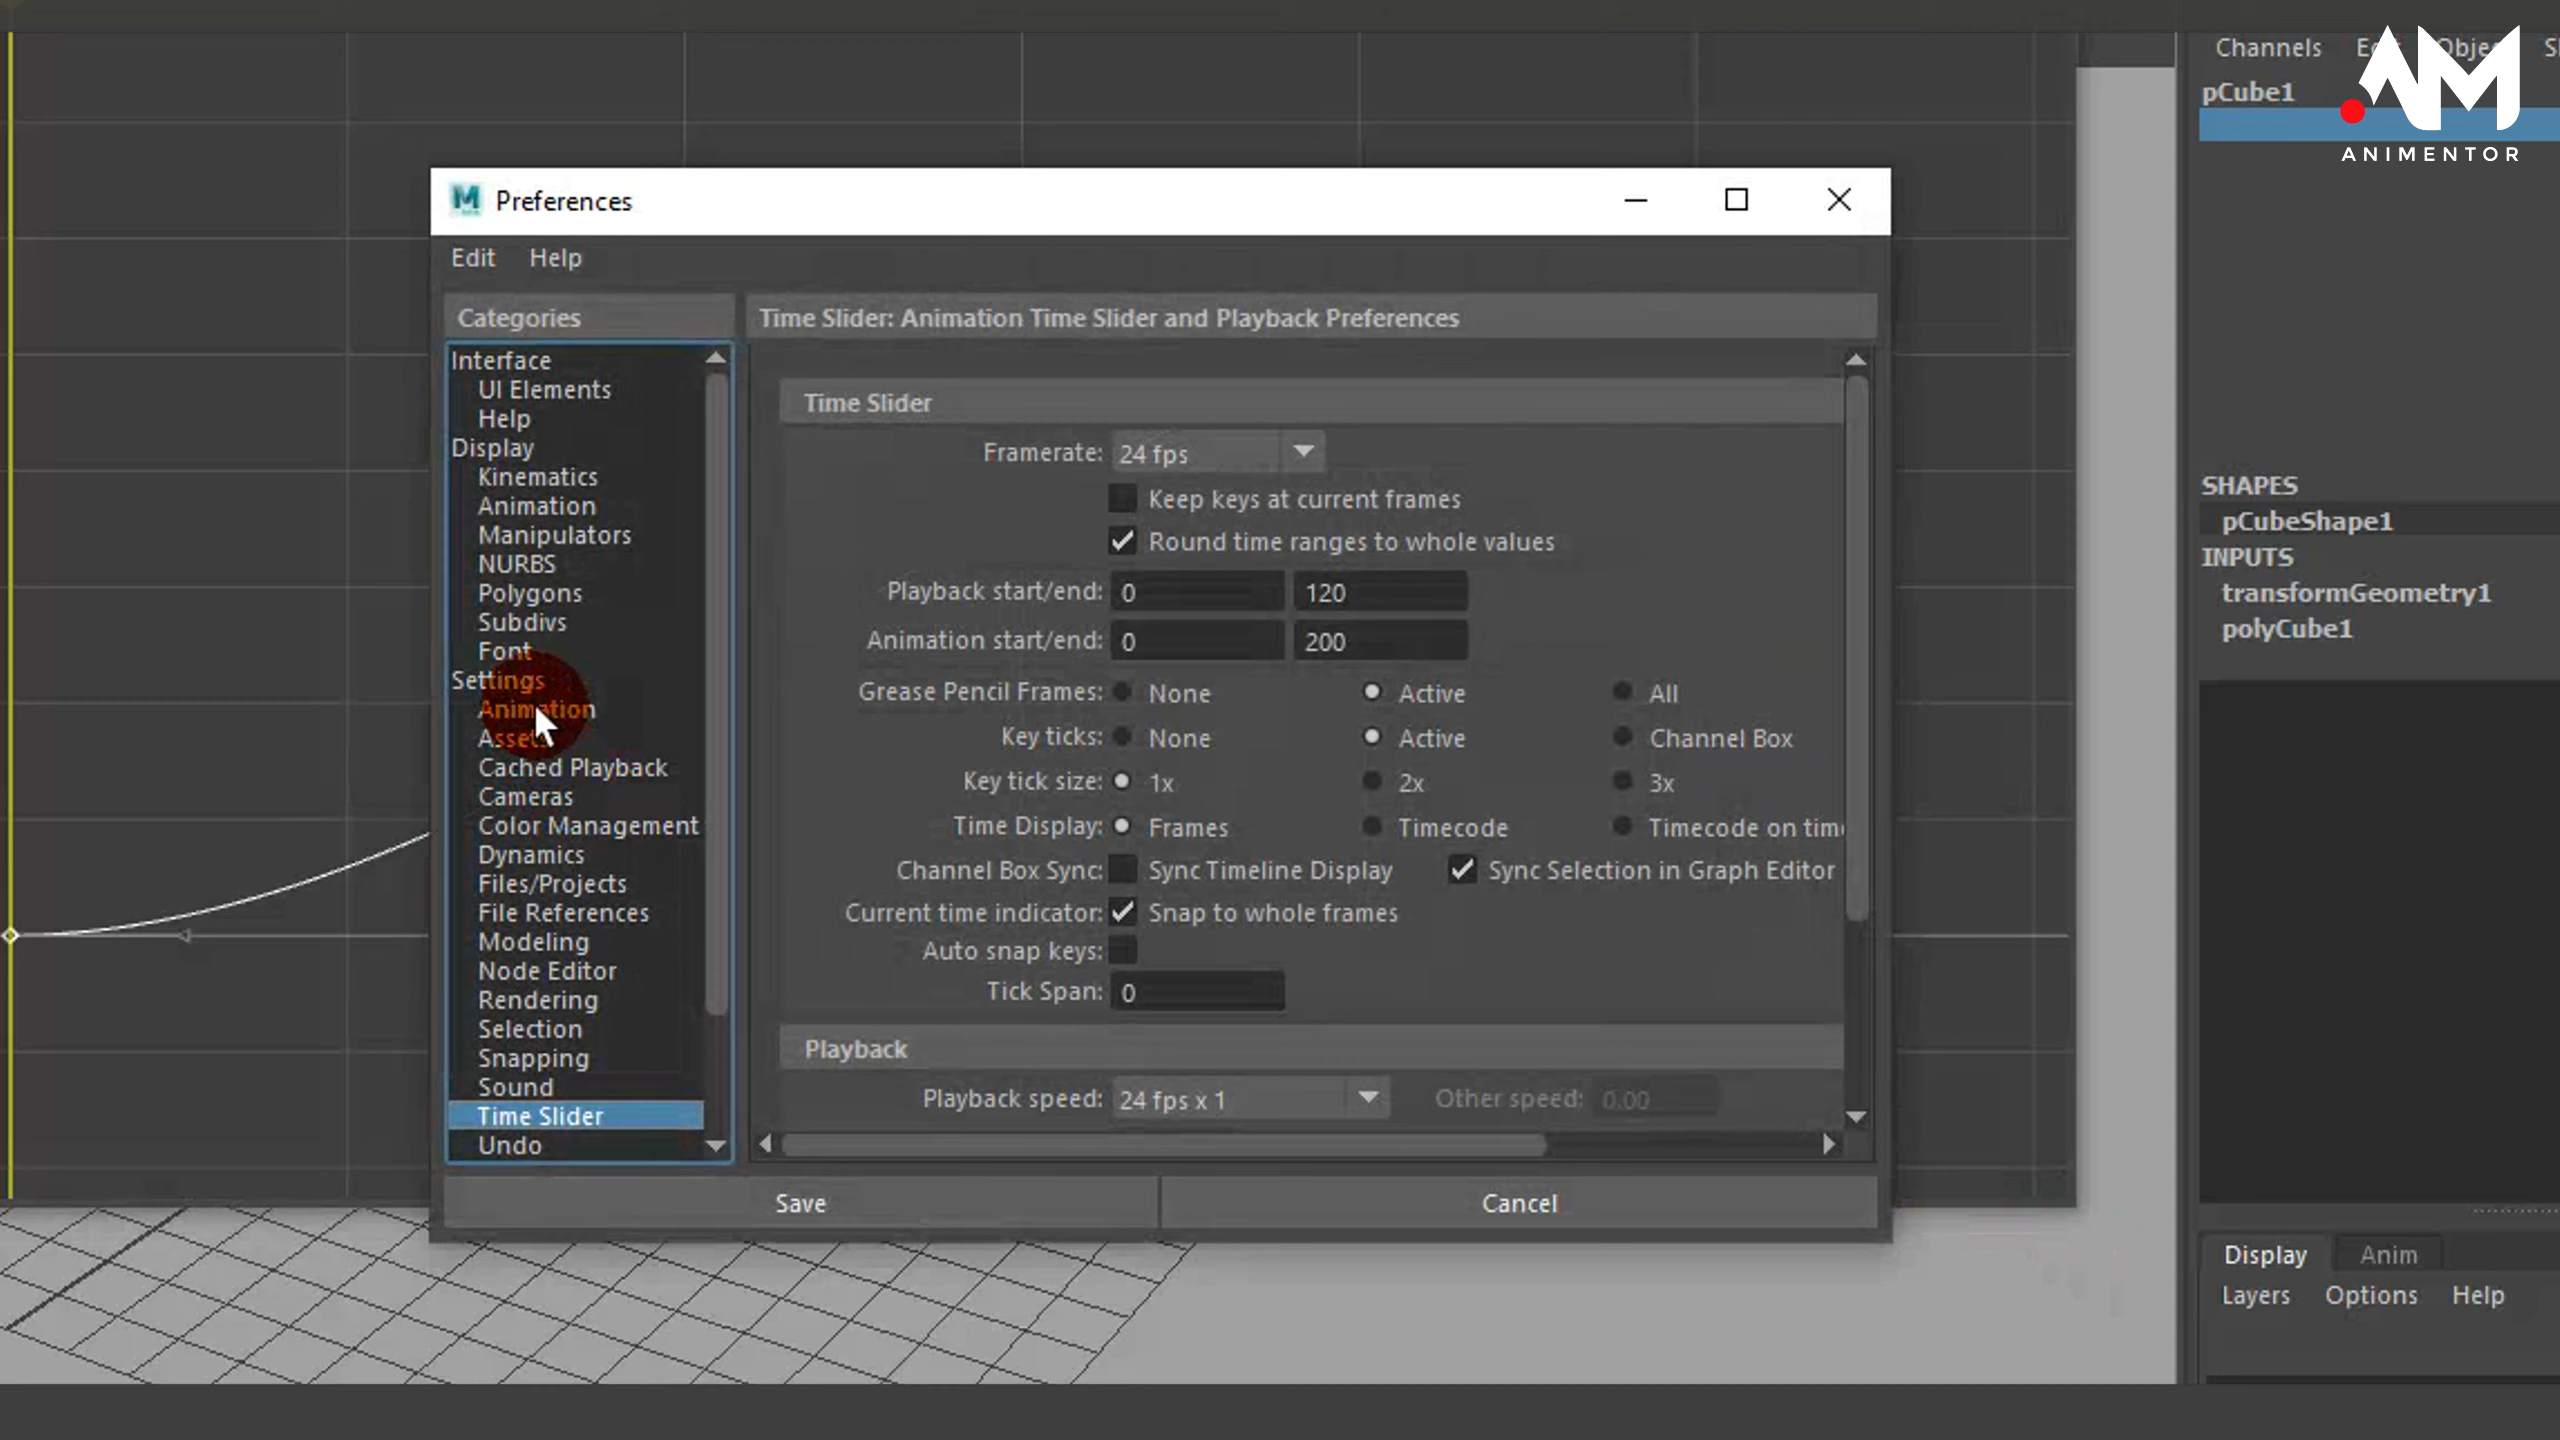 Channels
pCube1
AM
ANIMENTOR
Preferences
Edit Help
Categories
Interface
UI Elements
Help
Display
Kinematics
Animation
Manipulators
NURBS
Polygons
Subdivs
Font
Settings
Animation
Assets
Cached Playback
Cameras
Color Management
Dynamics
Files/Projects
File References
Modeling
Node Editor
Rendering
Selection
Snapping
Sound
Time Slider
Undo
Time Slider: Animation Time Slider and Playback Preferences
Time Slider
Framerate: 24 fps
Keep keys at current frames
Round time ranges to whole values
Playback start/end: 0 120
Animation start/end: 0 200
Grease Pencil Frames: None Active All
Key ticks: None Active Channel Box
Key tick size: 1x 2x 3x
Time Display: Frames Timecode Timecode on tim
Channel Box Sync: Sync Timeline Display Sync Selection in Graph Editor
Current time indicator: Snap to whole frames
Auto snap keys:
Tick Span: 0
Playback
Playback speed: 24 fps x 1 Other speed: 0.00
Save Cancel
SHAPES
pCubeShape1
INPUTS
transformGeometry1
polyCube1
Display Anim
Layers Options Help